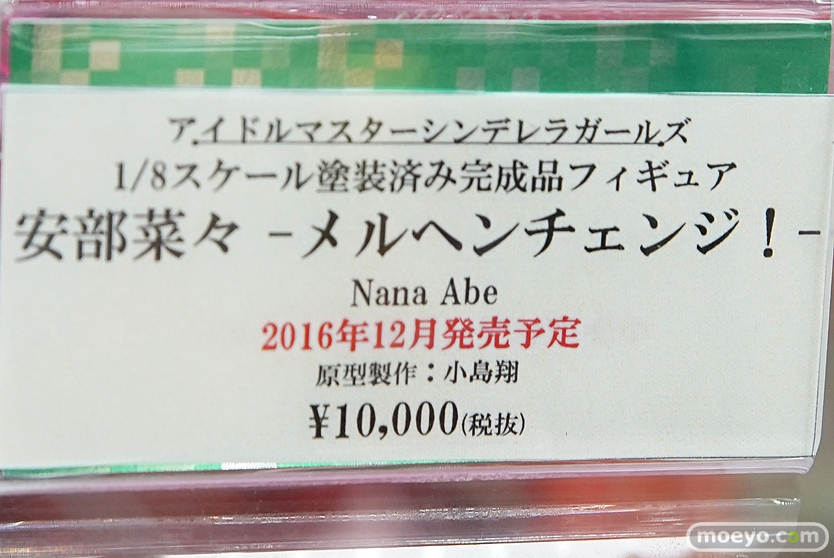 アイドルマスターシンデレラガールズ
1/8スケール塗装済み完成品フィギュア
安部菜々 -メルヘンチェンジ！-
Nana Abe
2016年12月発売予定
原型製作：小島翔
¥10,000(税抜)
moeyo.com